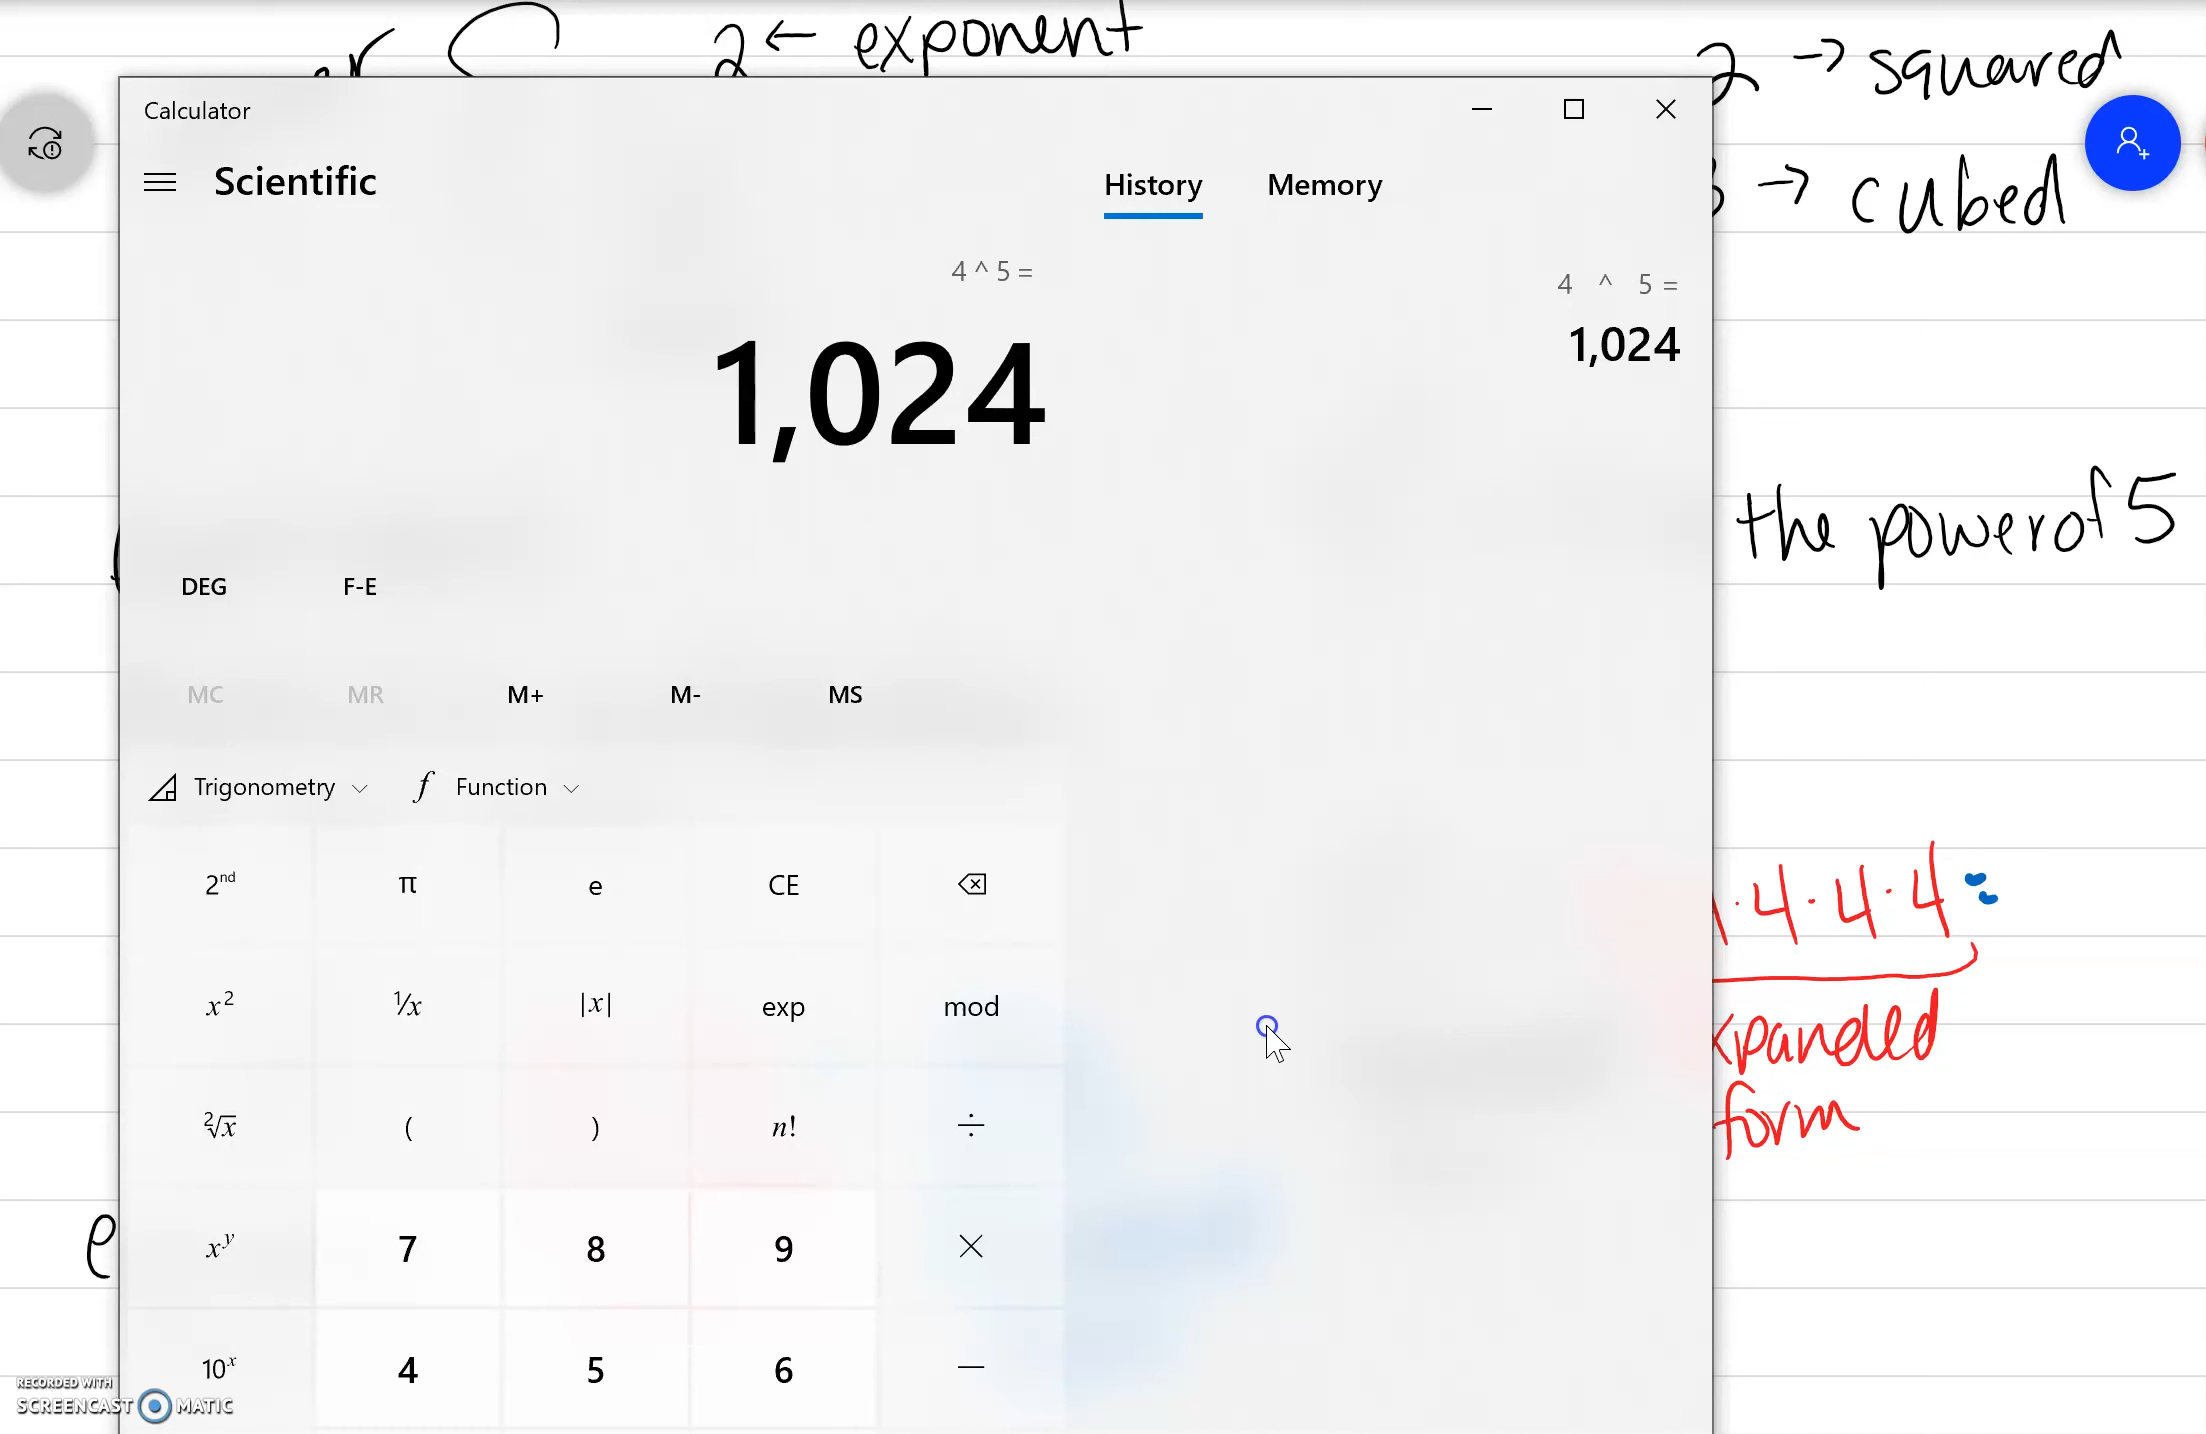 2 ← exponent
2 → squared
Calculator
→ cubed
Scientific
History Memory
4 ^ 5 =
1,024
4 ^ 5 =
1,024
the power of 5
DEG F-E
MC MR M+ M- MS
Trigonometry f Function
2nd π e CE
x2 1/x |x| exp mod
2√x ( ) n! ÷
xy 7 8 9 ×
10x 4 5 6 −
·4·4·4=
xpanded
form
e
RECORDED WITH
SCREENCAST MATIC